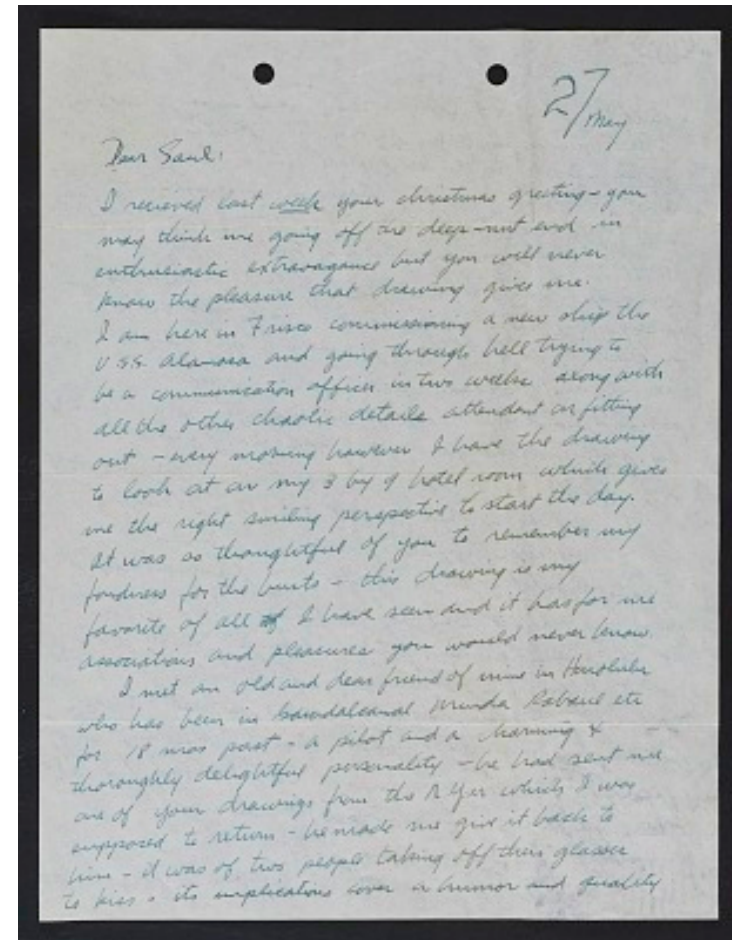 27
May
Dear Saul:
I recieved last week your christmas greeting – you
may think me going off the deep-nut end in
enthusiastic extravagance but you will never
know the pleasure that drawing gives me.
I am here in Frisco commissioning a new ship the
U.S.S. Alamosa and going through hell trying to
be a communication officer in two weeks along with
all the other chaotic details attendant on fitting
out – every morning however I have the drawing
to look at in my 3 by 9 hotel room which gives
me the right smiling perspective to start the day.
It was so thoughtful of you to remember my
fondness for the – this drawing is my
favorite of all I have seen and it has for me
associations and pleasures you would never know.
I met an old and dear friend of mine in Honolulu
who has been in Guadalcanal Munda Rabaul etc
for 18 mos past – a pilot and a charming &
thoroughly delightful personality – he had sent me
one of your drawings from the N Yer which I was
supposed to return – he made me give it back to
him – it was of two people taking off their glasses
to kiss – its implications cover a humor and quality